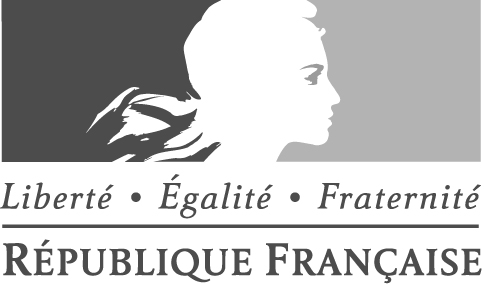 Liberté • Égalité • Fraternité
RÉPUBLIQUE FRANÇAISE